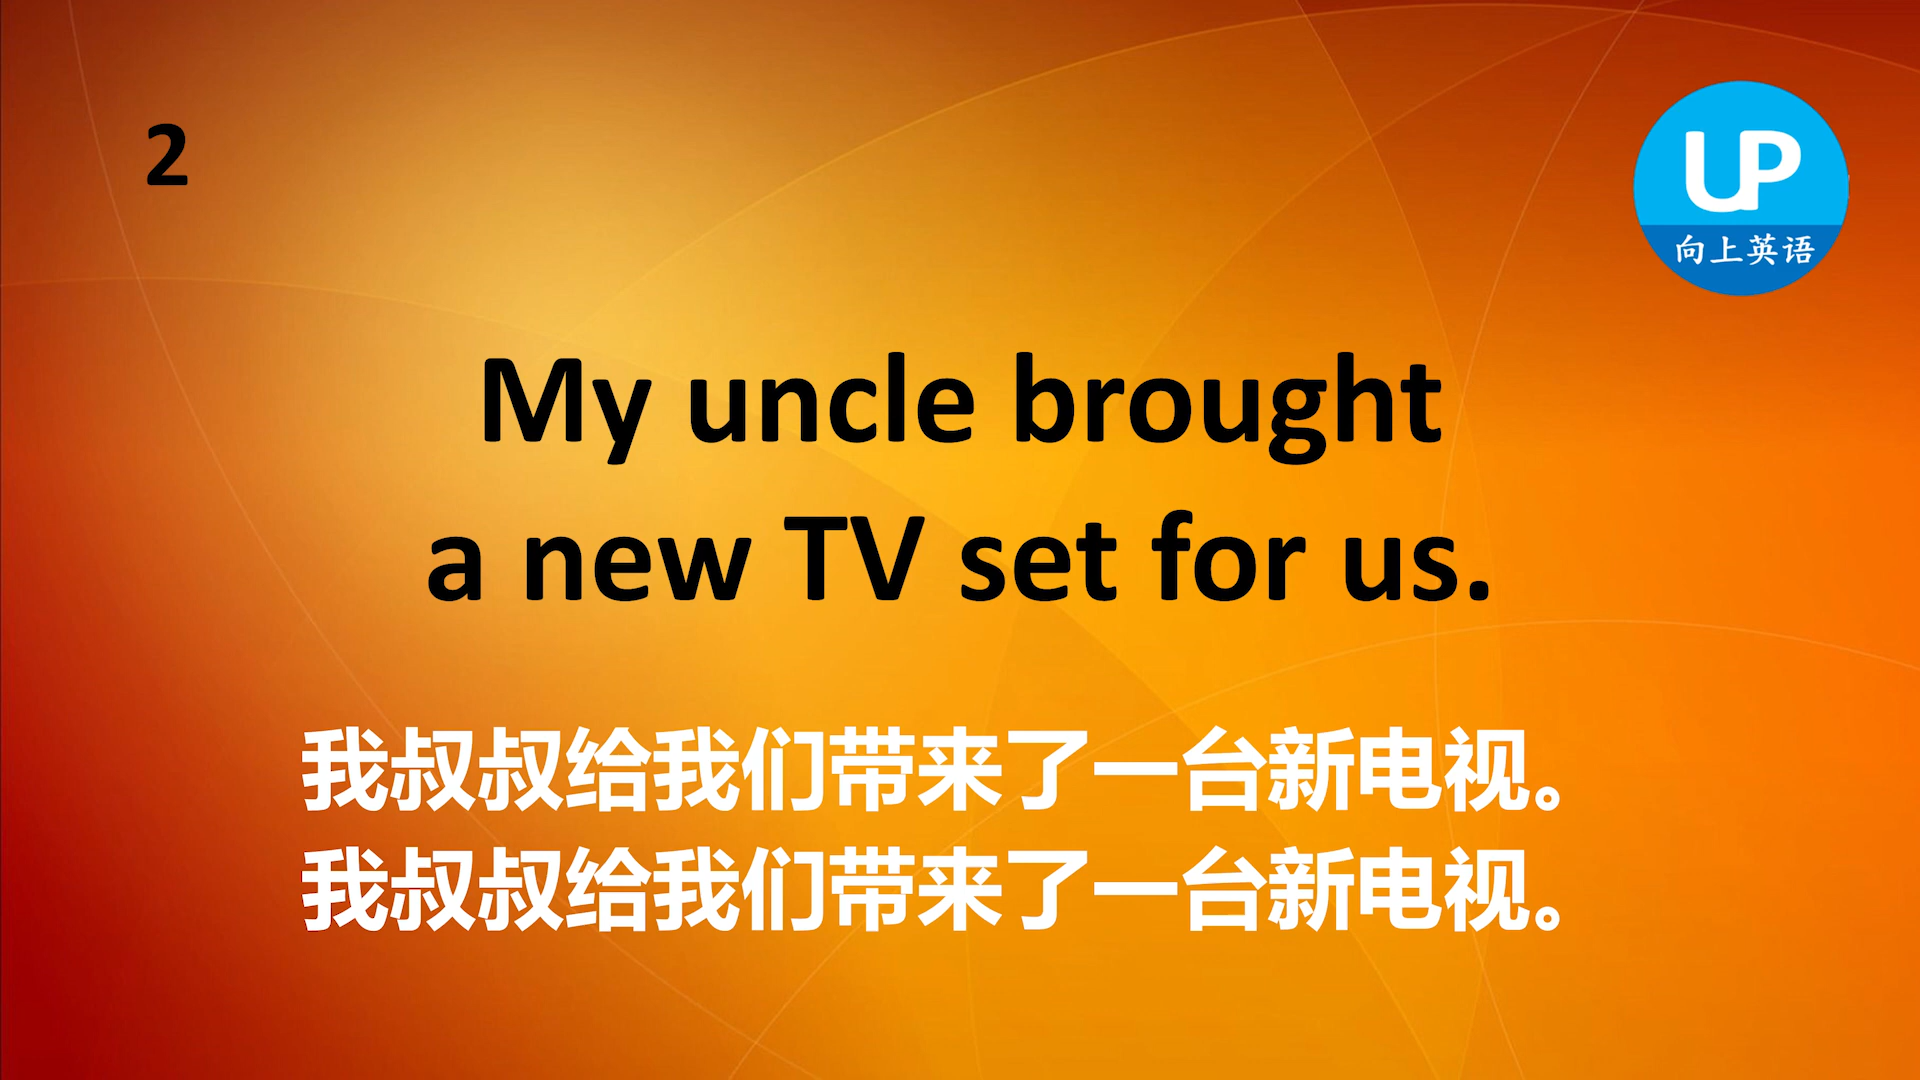 2
UP
向上英语
My uncle brought
a new TV set for us.
我叔叔给我们带来了一台新电视。
我叔叔给我们带来了一台新电视。